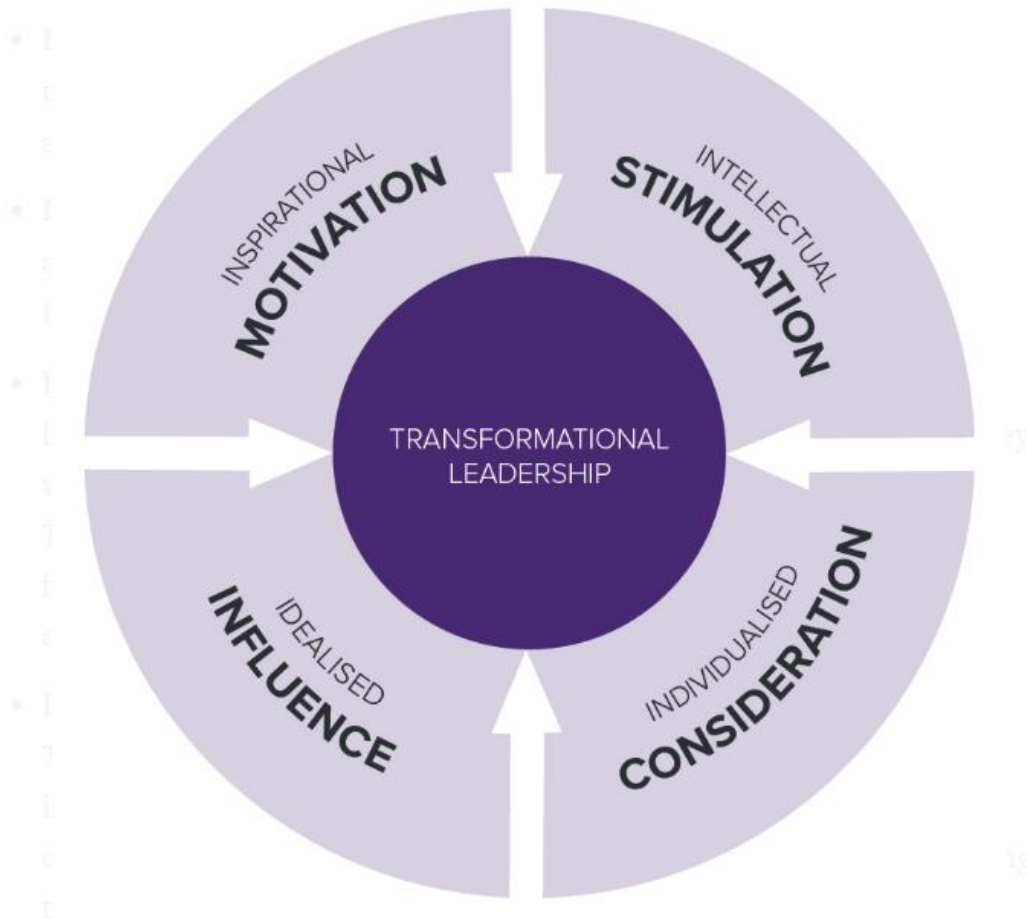 INSPIRATIONAL
MOTIVATION
INTELLECTUAL
STIMULATION
TRANSFORMATIONAL
LEADERSHIP
IDEALISED
INFLUENCE
INDIVIDUALISED
CONSIDERATION